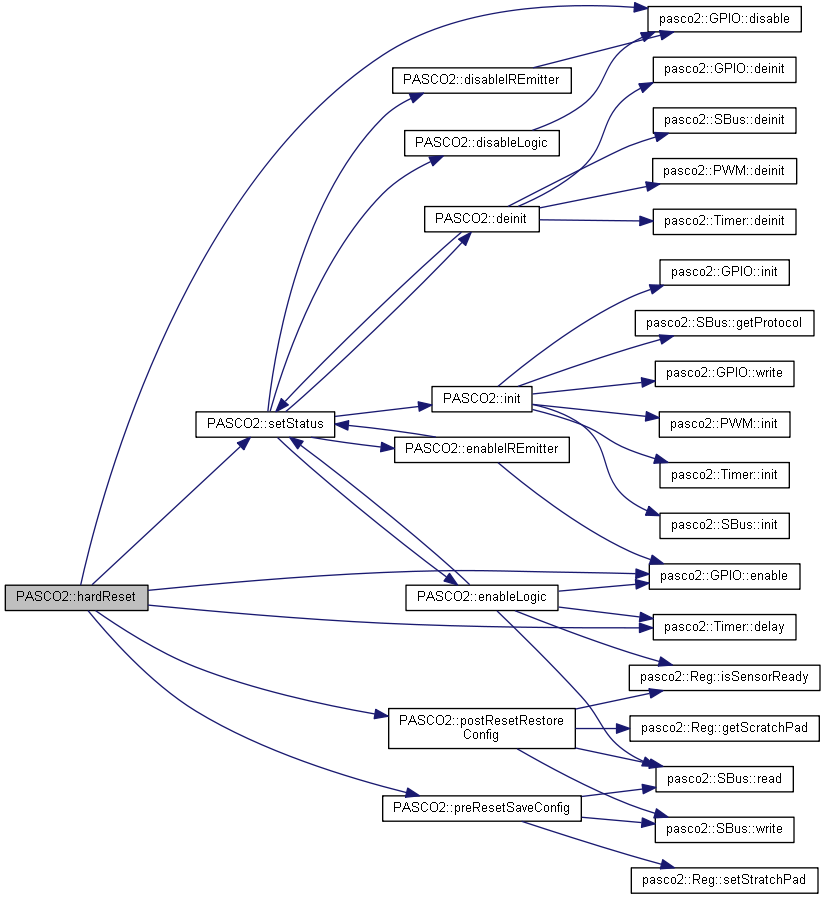 pasco2::GPIO::disable
pasco2::GPIO::deinit
PASCO2::disableIREmitter
pasco2::SBus::deinit
PASCO2::disableLogic
pasco2::PWM::deinit
PASCO2::deinit
pasco2::Timer::deinit
pasco2::GPIO::init
pasco2::SBus::getProtocol
pasco2::GPIO::write
PASCO2::init
PASCO2::setStatus
pasco2::PWM::init
PASCO2::enableIREmitter
pasco2::Timer::init
pasco2::SBus::init
pasco2::GPIO::enable
PASCO2::hardReset
PASCO2::enableLogic
pasco2::Timer::delay
pasco2::Reg::isSensorReady
PASCO2::postResetRestore
Config
pasco2::Reg::getScratchPad
pasco2::SBus::read
PASCO2::preResetSaveConfig
pasco2::SBus::write
pasco2::Reg::setStratchPad